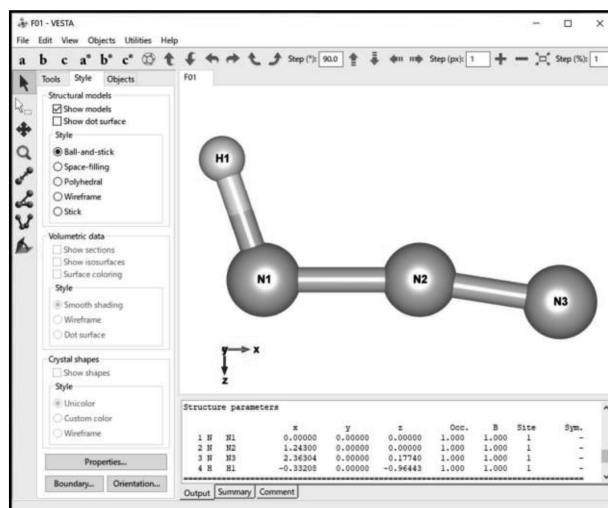 F01 - VESTA
File Edit View Objects Utilities Help
a b c a* b* c* Step (°): 90.0 Step (px): 1 Step (%): 1
Tools Style Objects
F01
Structural models
Show models
Show dot surface
Style
Ball-and-stick
Space-filling
Polyhedral
Wireframe
Stick
Volumetric data
Show sections
Show isosurfaces
Surface coloring
Style
Smooth shading
Wireframe
Dot surface
Crystal shapes
Show shapes
Style
Unicolor
Custom color
Wireframe
Properties...
Boundary... Orientation...
H1
N1 N2 N3
y x
z
Structure parameters
x y z Occ. B Site Sym.
1 N N1 0.00000 0.00000 0.00000 1.000 1.000 1 -
2 N N2 1.24300 0.00000 0.00000 1.000 1.000 1 -
3 N N3 2.36304 0.00000 0.17740 1.000 1.000 1 -
4 H H1 -0.33208 0.00000 -0.96443 1.000 1.000 1 -
Output Summary Comment